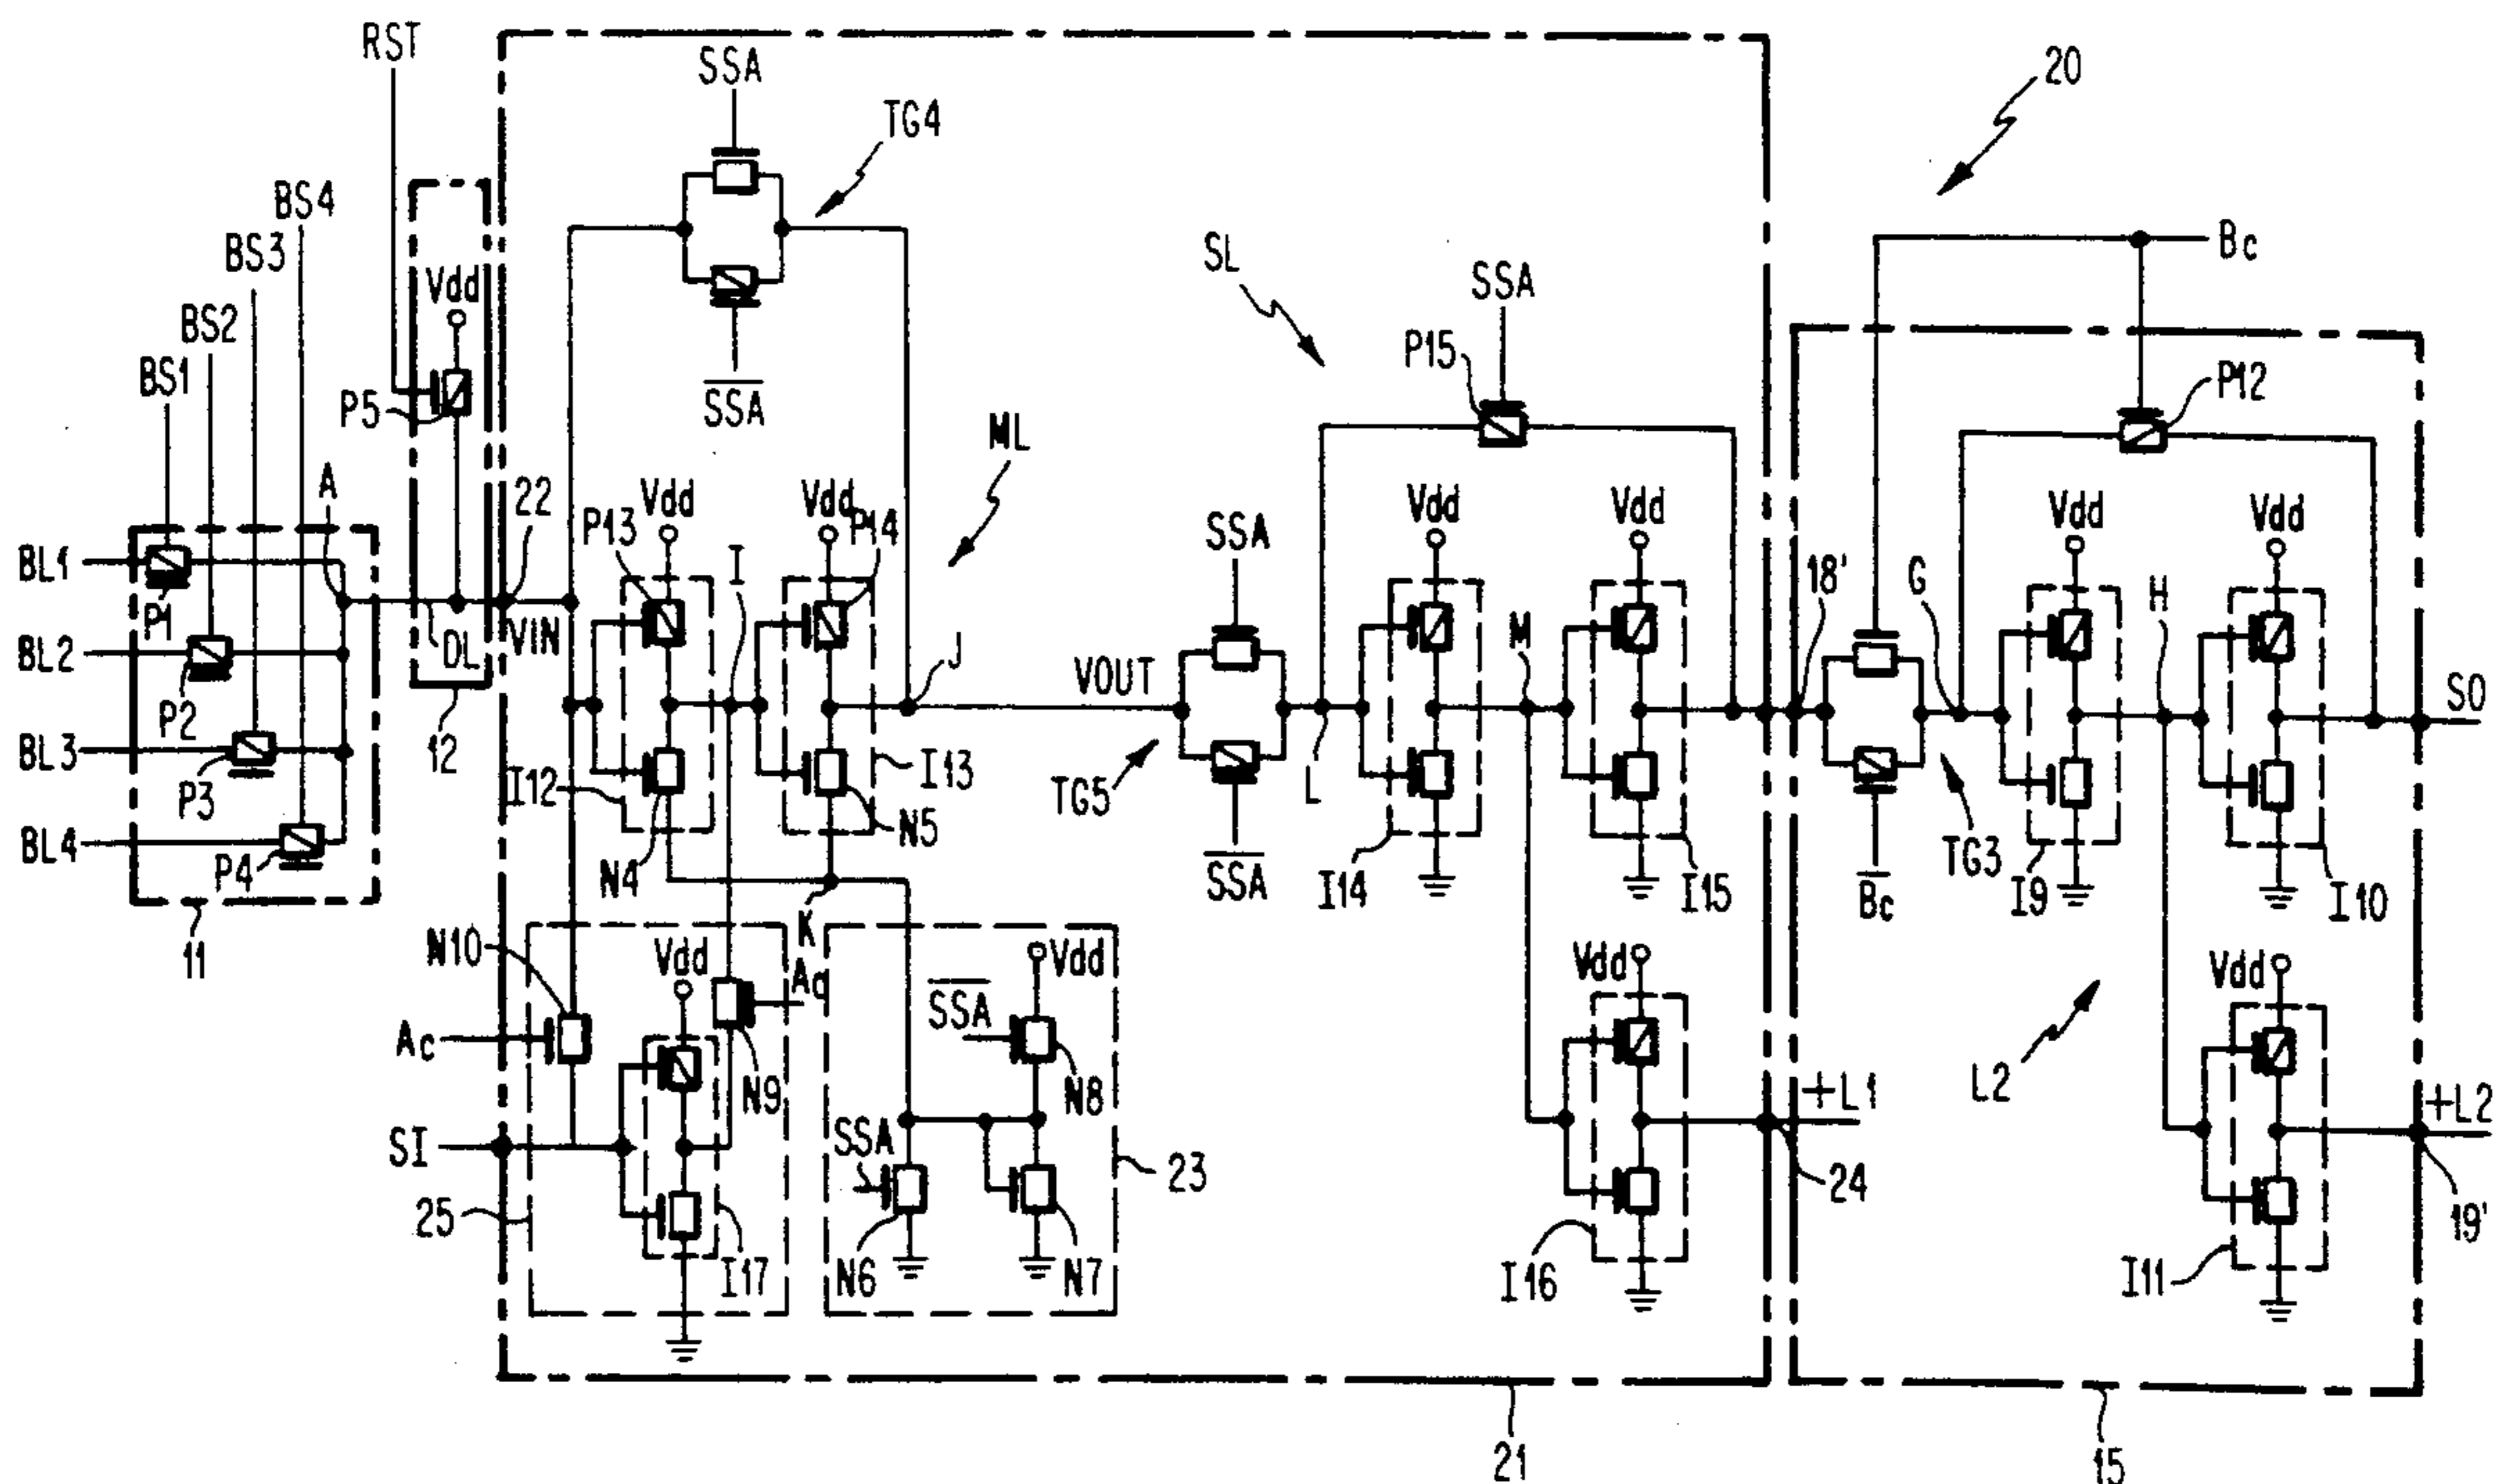 RST
SSA
20
TG4
BS4
BS3
SL
Bc
Vdd
SSA
BS2
BS1
P15
P12
P5
SSA
ML
A
22
Vdd
Vdd
P13
P14
SSA
Vdd
Vdd
Vdd
Vdd
I
18'
G
H
BL1
P1
DL
VIN
J
M
BL2
VOUT
SO
P2
12
BL3
I12
I13
TG5
L
P3
N5
TG3
BL4
P4
N4
SSA
I14
I15
Bc
I9
I10
K
11
N10
Vdd
Ac
SSA
Vdd
Vdd
Vdd
Ac
N9
N8
L2
+L1
+L2
SI
SSA
23
24
25
N6
N7
I17
I16
I11
19'
21
15